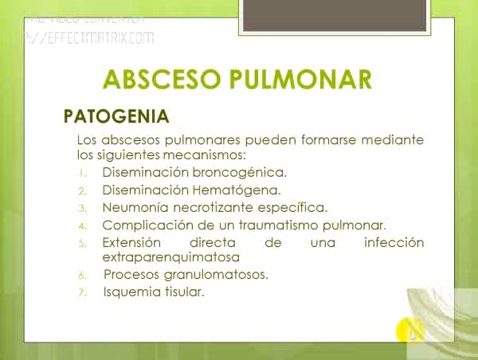 //EFFECTMATRIX.COM
ABSCESO PULMONAR
PATOGENIA
Los abscesos pulmonares pueden formarse mediante
los siguientes mecanismos:
1. Diseminación broncogénica.
2. Diseminación Hematógena.
3. Neumonía necrotizante específica.
4. Complicación de un traumatismo pulmonar.
5. Extensión directa de una infección
extraparenquimatosa
6. Procesos granulomatosos.
7. Isquemia tisular.